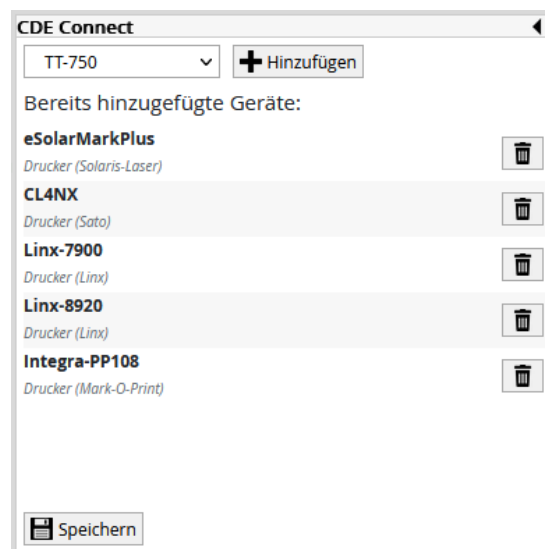 CDE Connect
TT-750
Hinzufügen
Bereits hinzugefügte Geräte:
eSolarMarkPlus
Drucker (Solaris-Laser)
CL4NX
Drucker (Sato)
Linx-7900
Drucker (Linx)
Linx-8920
Drucker (Linx)
Integra-PP108
Drucker (Mark-O-Print)
Speichern